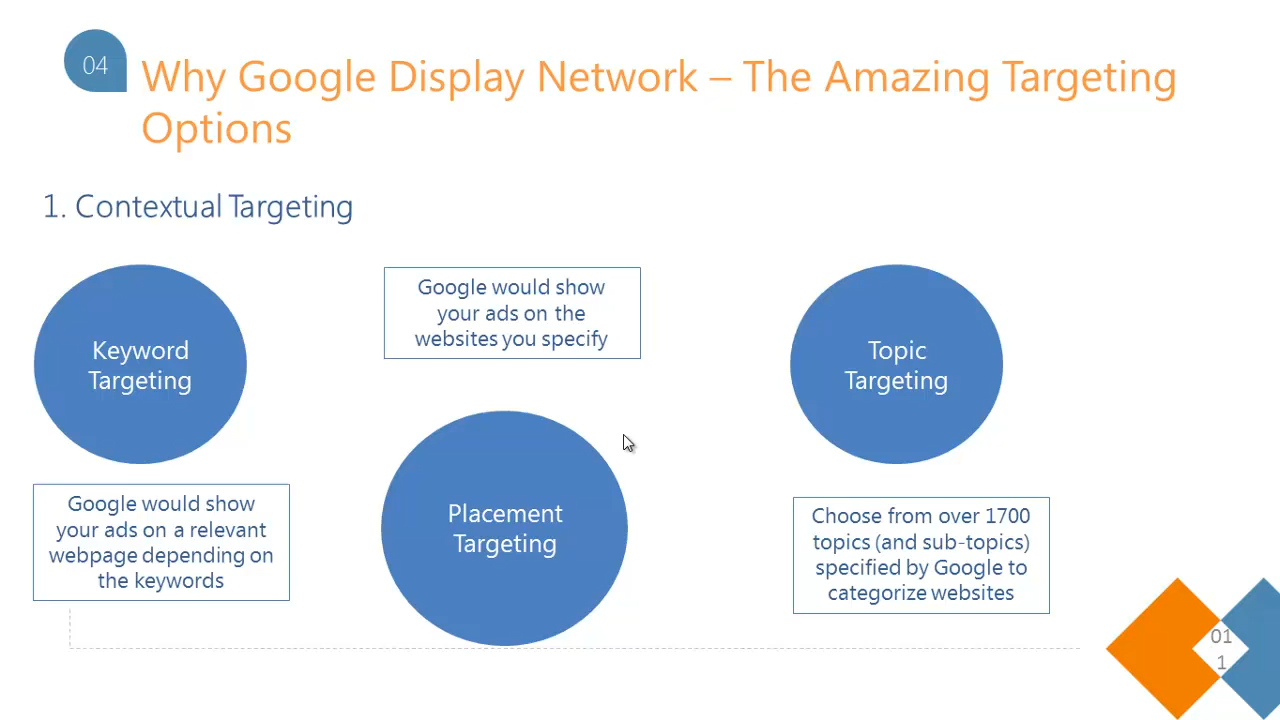 04
Why Google Display Network – The Amazing Targeting
Options
1. Contextual Targeting
Keyword
Targeting
Google would show
your ads on a relevant
webpage depending on
the keywords
Google would show
your ads on the
websites you specify
Placement
Targeting
Topic
Targeting
Choose from over 1700
topics (and sub-topics)
specified by Google to
categorize websites
01
1